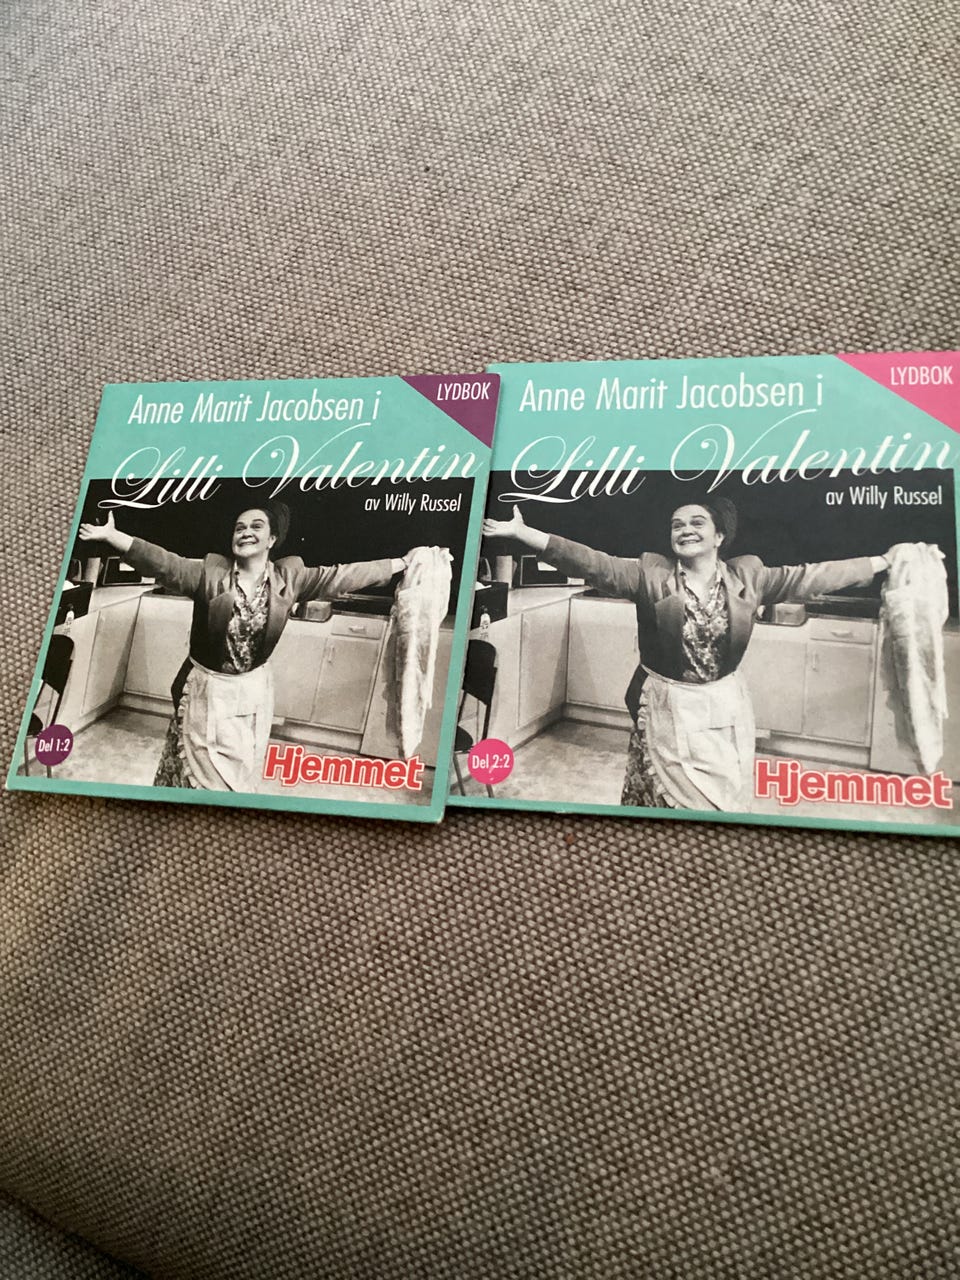 Anne Marit Jacobsen i
LYDBOK
Lilli Valentin
av Willy Russel
Del 1:2
Hjemmet
Anne Marit Jacobsen i
LYDBOK
Lilli Valentin
av Willy Russel
Del 2:2
Hjemmet